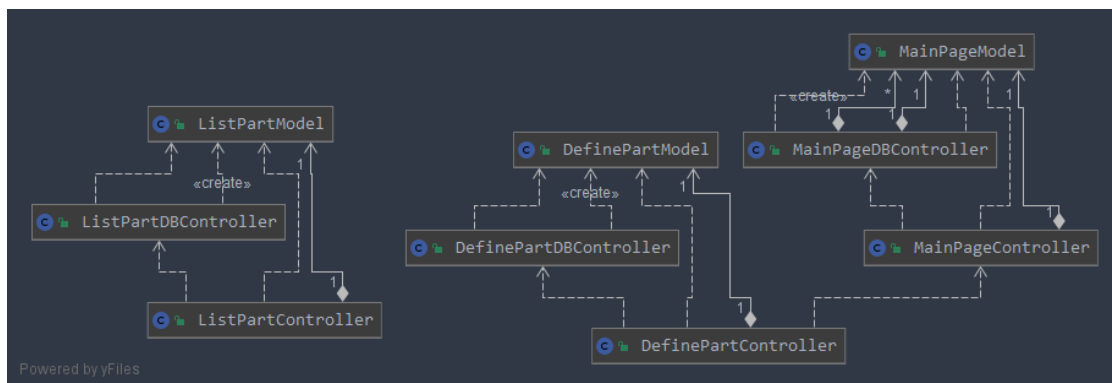 C MainPageModel
«create» * 1 1
1 1
C ListPartModel
C DefinePartModel
C MainPageDBController
1
«create»
1
«create»
C ListPartDBController
C DefinePartDBController
1
C MainPageController
1
C ListPartController
1
C DefinePartController
Powered by yFiles